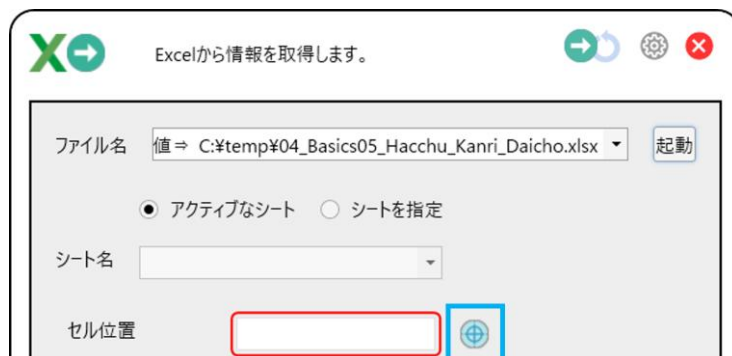 Excelから情報を取得します。
ファイル名 値⇒ C:¥temp¥04_Basics05_Hacchu_Kanri_Daicho.xlsx 起動
アクティブなシート シートを指定
シート名
セル位置